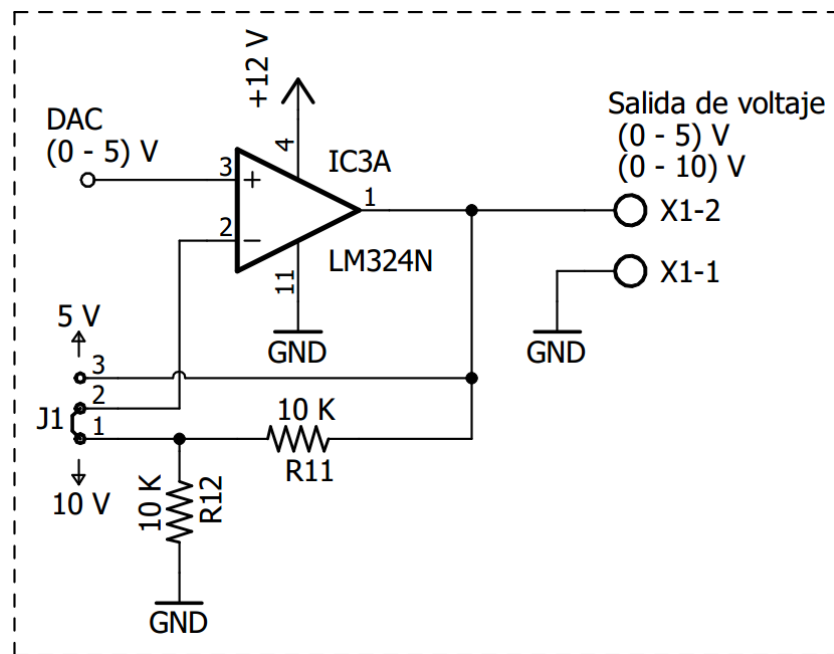 +12 V
DAC
(0 - 5) V
Salida de voltaje
(0 - 5) V
(0 - 10) V
4
IC3A
3
+
1
X1-2
2
−
LM324N
11
X1-1
GND
GND
5 V
3
2
J1
1
10 K
R11
10 V
10 K
R12
GND